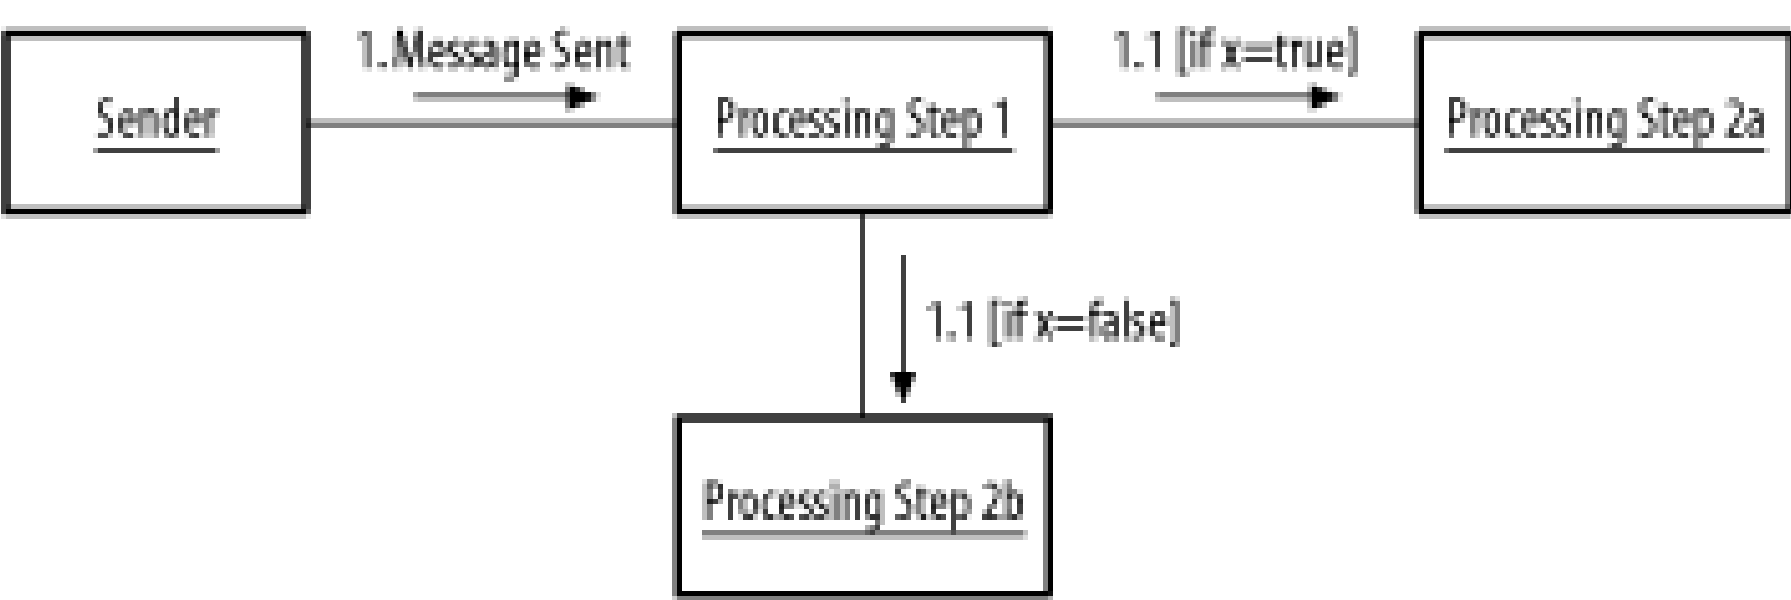 1.Message Sent
1.1 [if x=true]
Sender
Processing Step 1
Processing Step 2a
1.1 [if x=false]
Processing Step 2b